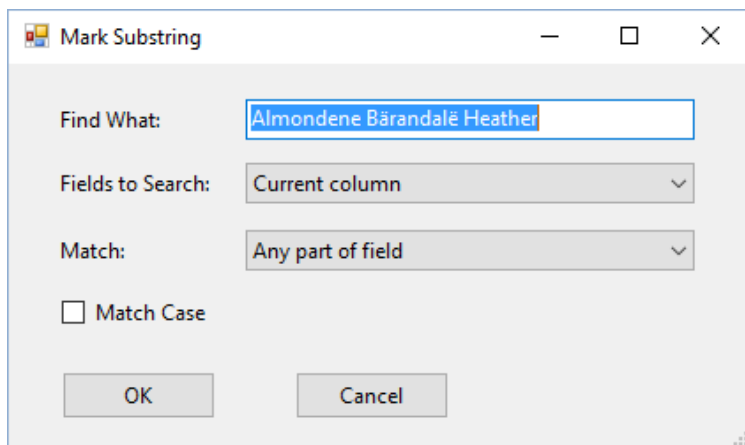 Mark Substring
Find What: Almondene Bärandalë Heather
Fields to Search: Current column
Match: Any part of field
Match Case
OK Cancel